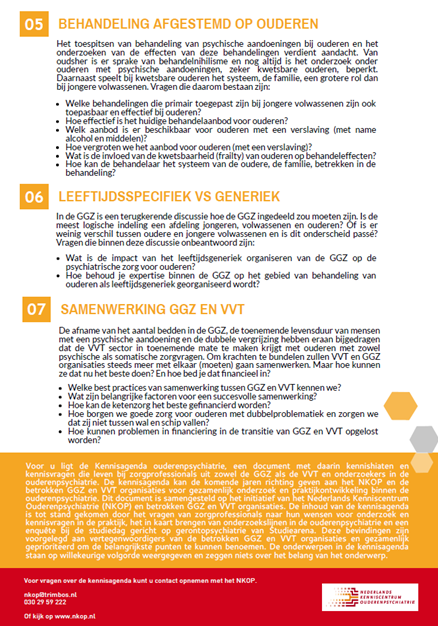 05 BEHANDELING AFGESTEMD OP OUDEREN
Het toespitsen van behandeling van psychische aandoeningen bij ouderen en het
onderzoeken van de effecten van deze behandelingen verdient aandacht. Van
oudsher is er sprake van behandelnihilisme en nog altijd is het onderzoek onder
ouderen met psychische aandoeningen, zeker kwetsbare ouderen, beperkt.
Daarnaast speelt bij kwetsbare ouderen het systeem, de familie, een grotere rol dan
bij jongere volwassenen. Vragen die daarom bestaan zijn:
• Welke behandelingen die primair toegepast zijn bij jongere volwassenen zijn ook
toepasbaar en effectief bij ouderen?
• Hoe effectief is het huidige behandelaanbod voor ouderen?
• Welk aanbod is er beschikbaar voor ouderen met een verslaving (met name
alcohol en middelen)?
• Hoe vergroten we het aanbod voor ouderen (met een verslaving)?
• Wat is de invloed van de kwetsbaarheid (frailty) van ouderen op behandeleffecten?
• Hoe kan de behandelaar het systeem van de oudere, de familie, betrekken in de
behandeling?
06 LEEFTIJDSSPECIFIEK VS GENERIEK
In de GGZ is een terugkerende discussie hoe de GGZ ingedeeld zou moeten zijn. Is de
meest logische indeling een afdeling jongeren, volwassenen en ouderen? Of is er
weinig verschil tussen oudere en jongere volwassenen en is dit onderscheid passé?
Vragen die binnen deze discussie onbeantwoord zijn:
• Wat is de impact van het leeftijdsgeneriek organiseren van de GGZ op de
psychiatrische zorg voor ouderen?
• Hoe behoud je expertise binnen de GGZ op het gebied van behandeling van
ouderen als leeftijdsgeneriek georganiseerd wordt?
07 SAMENWERKING GGZ EN VVT
De afname van het aantal bedden in de GGZ, de toenemende levensduur van mensen
met een psychische aandoening en de dubbele vergrijzing hebben eraan bijgedragen
dat de VVT sector in toenemende mate te maken krijgt met ouderen met zowel
psychische als somatische zorgvragen. Om krachten te bundelen zullen VVT en GGZ
organisaties steeds meer met elkaar (moeten) gaan samenwerken. Maar hoe kunnen
ze dat nu het beste doen? En hoe bed je dat financieel in?
• Welke best practices van samenwerking tussen GGZ en VVT kennen we?
• Wat zijn belangrijke factoren voor een succesvolle samenwerking?
• Hoe kan de ketenzorg het beste gefinancierd worden?
• Hoe borgen we goede zorg voor ouderen met dubbelproblematiek en zorgen we
dat zij niet tussen wal en schip vallen?
• Hoe kunnen problemen in financiering in de transitie van GGZ en VVT opgelost
worden?
Voor u ligt de Kennisagenda ouderenpsychiatrie, een document met daarin kennishiaten en
kennisvragen die leven bij zorgprofessionals uit zowel de GGZ als de VVT en onderzoekers in de
ouderenpsychiatrie. De kennisagenda kan de komende jaren richting geven aan het NKOP en de
betrokken GGZ en VVT organisaties voor gezamenlijk onderzoek en praktijkontwikkeling binnen de
ouderenpsychiatrie. Dit document is samengesteld op het initiatief van het Nederlands Kenniscentrum
Ouderenpsychiatrie (NKOP) en betrokken GGZ en VVT organisaties. De inhoud van de kennisagenda
is tot stand gekomen door het vragen van zorgprofessionals naar hun wensen voor onderzoek en
kennisvragen in de praktijk, het in kaart brengen van onderzoekslijnen in de ouderenpsychiatrie en een
enquête bij de studiedag gericht op gerontopsychiatrie van Studiearena. Deze bevindingen zijn
voorgelegd aan vertegenwoordigers van de betrokken GGZ en VVT organisaties en gezamenlijk
geprioriteerd om de belangrijkste punten te kunnen benoemen. De onderwerpen in de kennisagenda
staan op willekeurige volgorde weergegeven en zeggen niets over het belang van het onderwerp.
Voor vragen over de kennisagenda kunt u contact opnemen met het NKOP.
nkop@trimbos.nl
030 29 59 222
Of kijk op www.nkop.nl
NEDERLANDS
KENNISCENTRUM
OUDERENPSYCHIATRIE